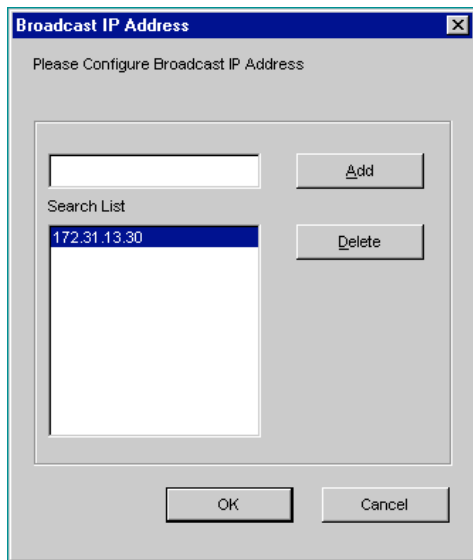 Broadcast IP Address
Please Configure Broadcast IP Address
Add
Search List
172.31.13.30
Delete
OK
Cancel